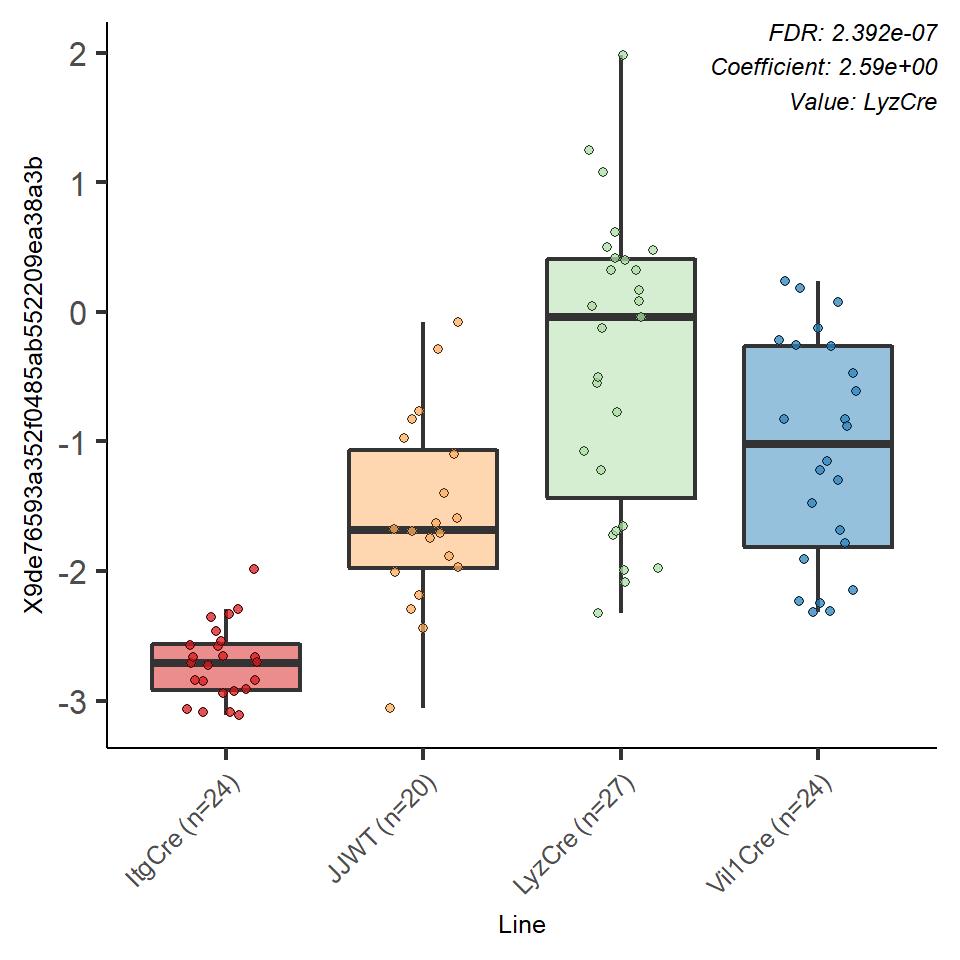 FDR: 2.392e-07
Coefficient: 2.59e+00
Value: LyzCre
X9de76593a352f0485ab552209ea38a3b
2
1
0
-1
-2
-3
ItgCre (n=24)
JJWT (n=20)
LyzCre (n=27)
Vil1Cre (n=24)
Line